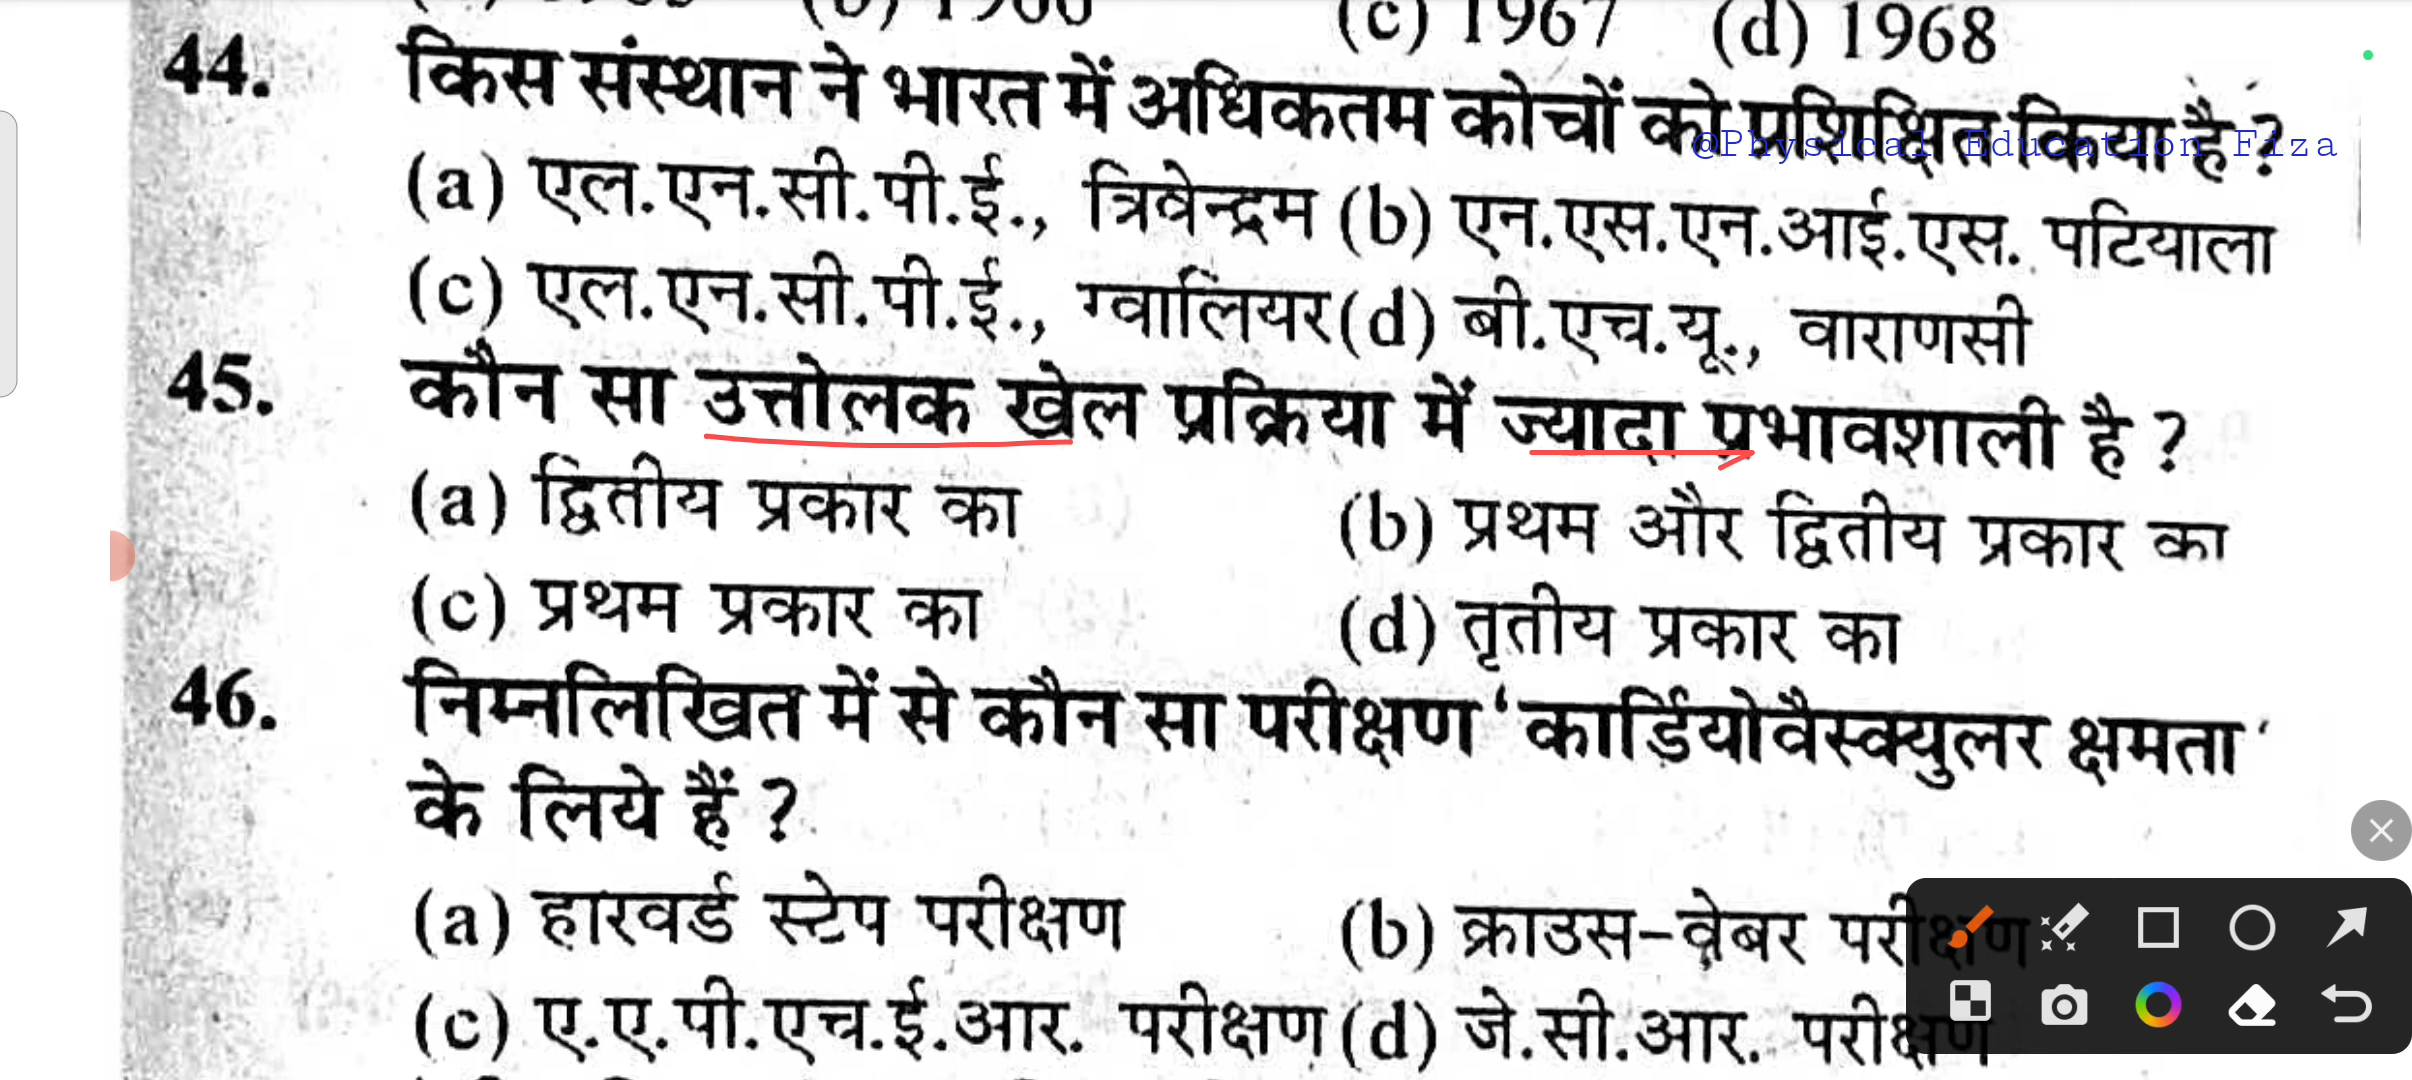 (c) 1967 (d) 1968
44. किस संस्थान ने भारत में अधिकतम कोचों को प्रशिक्षित किया है ?
@Physical Education Fiza
(a) एल.एन.सी.पी.ई., त्रिवेन्द्रम (b) एन.एस.एन.आई.एस. पटियाला
(c) एल.एन.सी.पी.ई., ग्वालियर (d) बी.एच.यू., वाराणसी
45. कौन सा उत्तोलक खेल प्रक्रिया में ज्यादा प्रभावशाली है ?
(a) द्वितीय प्रकार का (b) प्रथम और द्वितीय प्रकार का
(c) प्रथम प्रकार का (d) तृतीय प्रकार का
46. निम्नलिखित में से कौन सा परीक्षण ‘कार्डियोवैस्क्युलर क्षमता’
के लिये हैं ?
(a) हारवर्ड स्टेप परीक्षण (b) क्राउस-वेबर परीक्षण
(c) ए.ए.पी.एच.ई.आर. परीक्षण (d) जे.सी.आर. परीक्षण